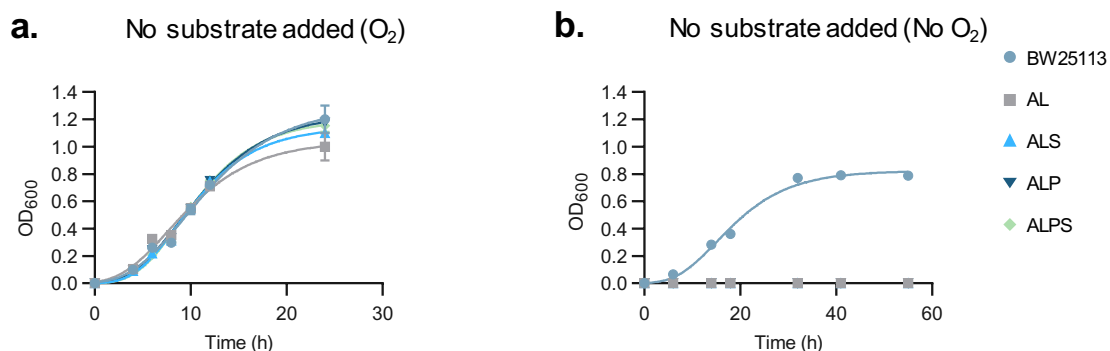 a.
No substrate added (O2)
OD600
1.4
1.2
1.0
0.8
0.6
0.4
0.2
0.0
0
10
20
30
Time (h)
b.
No substrate added (No O2)
OD600
1.4
1.2
1.0
0.8
0.6
0.4
0.2
0.0
0
20
40
60
Time (h)
BW25113
AL
ALS
ALP
ALPS